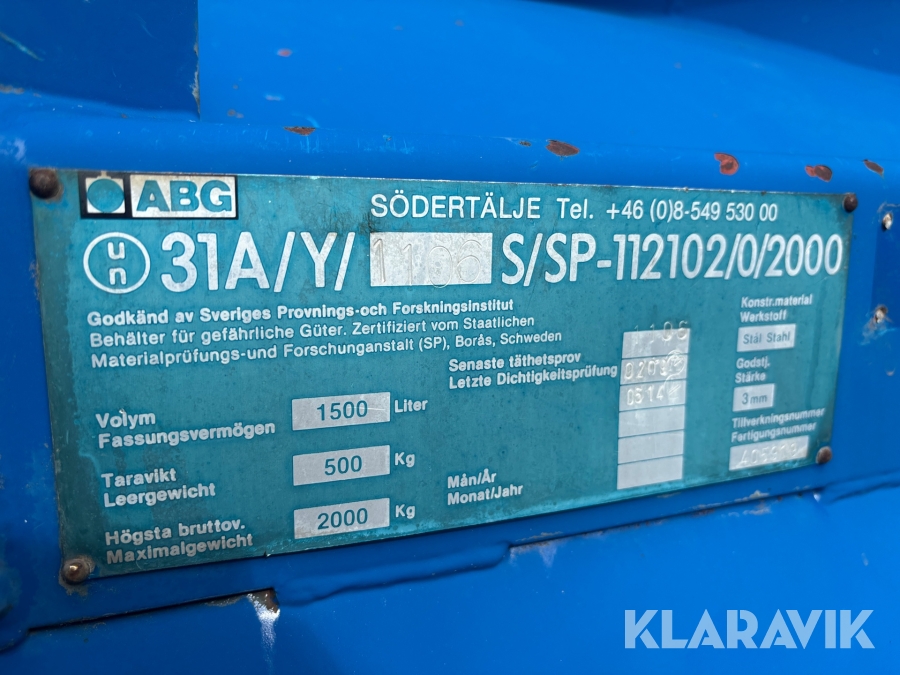 ABG
SÖDERTÄLJE Tel. +46 (0)8-549 530 00
un 31A/Y/ 1106 S/SP-112102/0/2000
Godkänd av Sveriges Provnings-och Forskningsinstitut
Behälter für gefährliche Güter. Zertifiziert vom Staatlichen
Materialprüfungs-und Forschunganstalt (SP), Borås, Schweden
Konstr.material
Werkstoff
Stål Stahl
Godstj.
Stärke
3 mm
Tillverkningsnummer
Fertigungsnummer
Senaste täthetsprov
Letzte Dichtigkeitsprüfung
Mån/År
Monat/Jahr
Volym
Fassungsvermögen
1500 Liter
Taravikt
Leergewicht
500 Kg
Högsta bruttov.
Maximalgewicht
2000 Kg
KLARAVIK